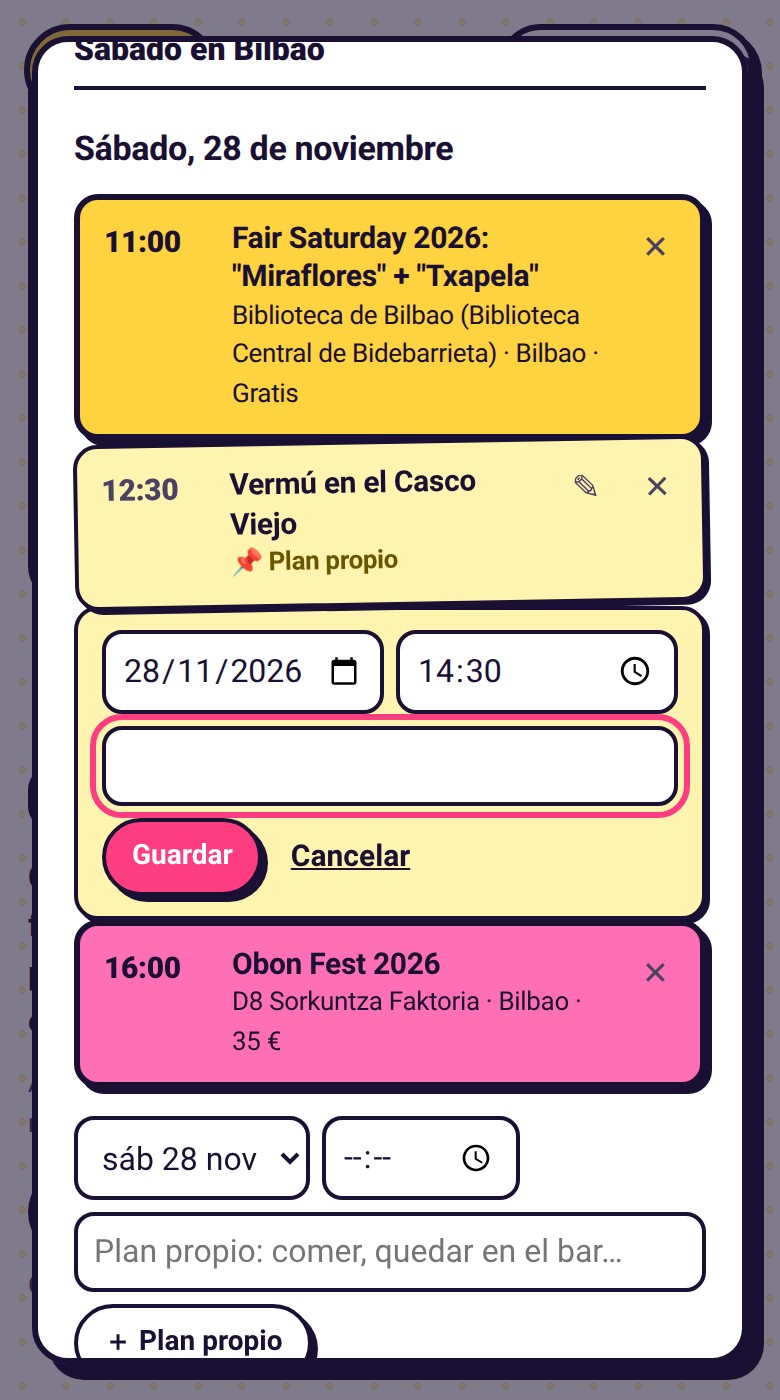 Sábado en Bilbao
Sábado, 28 de noviembre
11:00
Fair Saturday 2026:
"Miraflores" + "Txapela"
Biblioteca de Bilbao (Biblioteca
Central de Bidebarrieta) · Bilbao ·
Gratis
12:30
Vermú en el Casco
Viejo
📌 Plan propio
28/11/2026
14:30
Guardar
Cancelar
16:00
Obon Fest 2026
D8 Sorkuntza Faktoria · Bilbao ·
35 €
sáb 28 nov
--:--
Plan propio: comer, quedar en el bar…
+ Plan propio